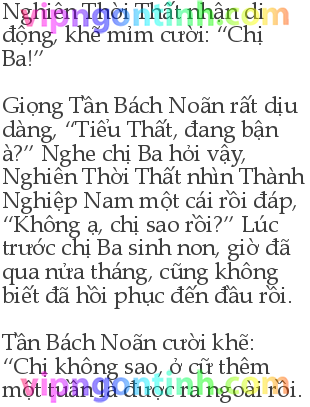 Nghiên Thời Thất nhận di
động, khẽ mỉm cười: “Chị
Ba!”
Giọng Tần Bách Noãn rất dịu
dàng, “Tiểu Thất, đang bận
à?” Nghe chị Ba hỏi vậy,
Nghiên Thời Thất nhìn Thành
Nghiệp Nam một cái rồi đáp,
“Không ạ, chị sao rồi?” Lúc
trước chị Ba sinh non, giờ đã
qua nửa tháng, cũng không
biết đã hồi phục đến đâu rồi.
Tần Bách Noãn cười khẽ:
“Chị không sao, ở cữ thêm
một tuần là được ra ngoài rồi.
vipngontinh.com
vipngontinh.com